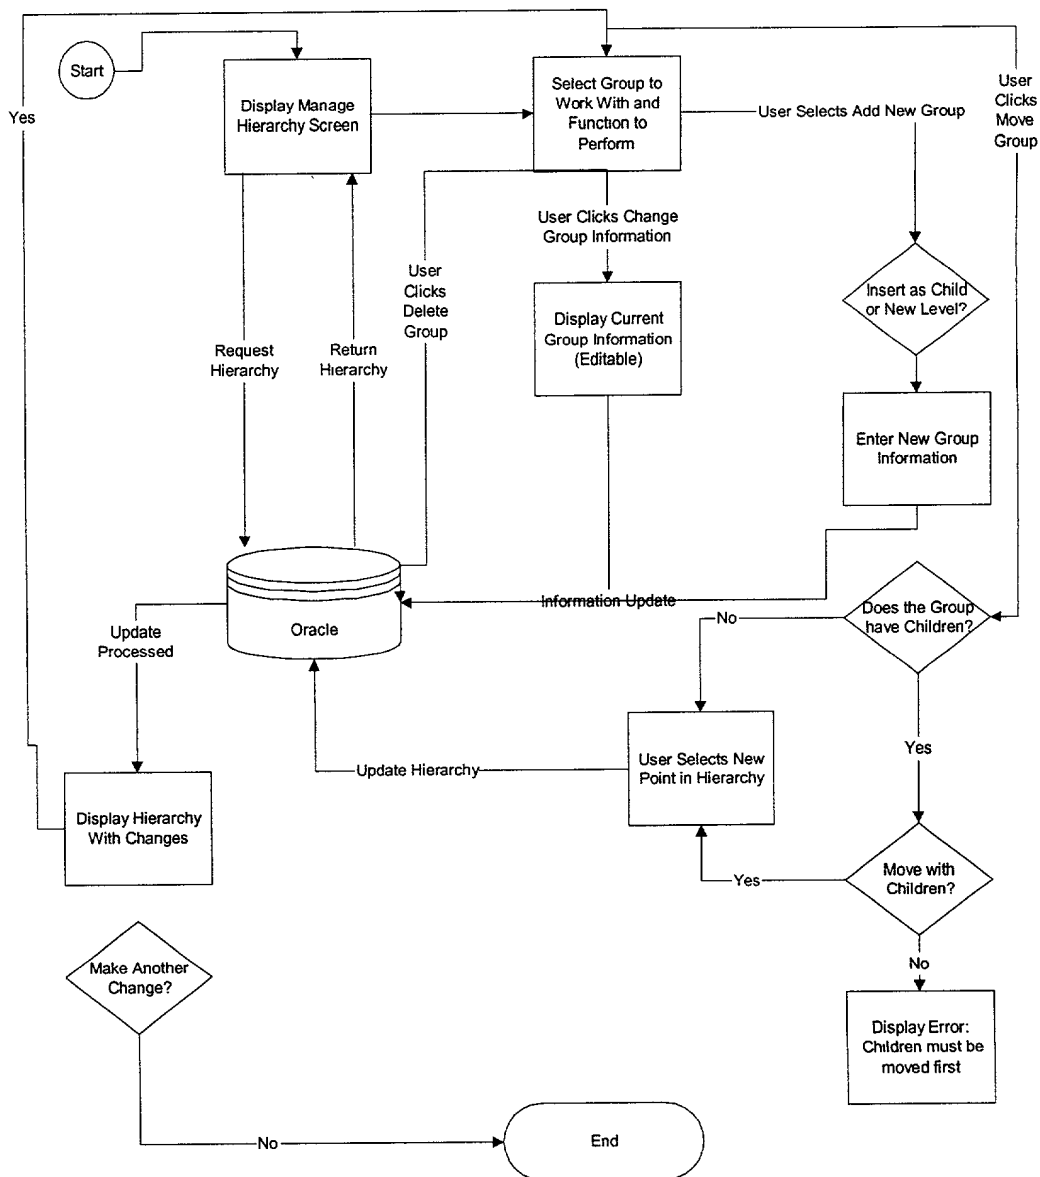 Start
Display Manage
Hierarchy Screen
Select Group to
Work With and
Function to
Perform
User Selects Add New Group
User
Clicks
Move
Group
Yes
User Clicks Change
Group Information
User
Clicks
Delete
Group
Insert as Child
or New Level?
Display Current
Group Information
(Editable)
Request
Hierarchy
Return
Hierarchy
Enter New Group
Information
Information Update
Oracle
Does the Group
have Children?
No
Update
Processed
Yes
User Selects New
Point in Hierarchy
Update Hierarchy
Display Hierarchy
With Changes
Move with
Children?
Yes
No
Make Another
Change?
Display Error:
Children must be
moved first
No
End